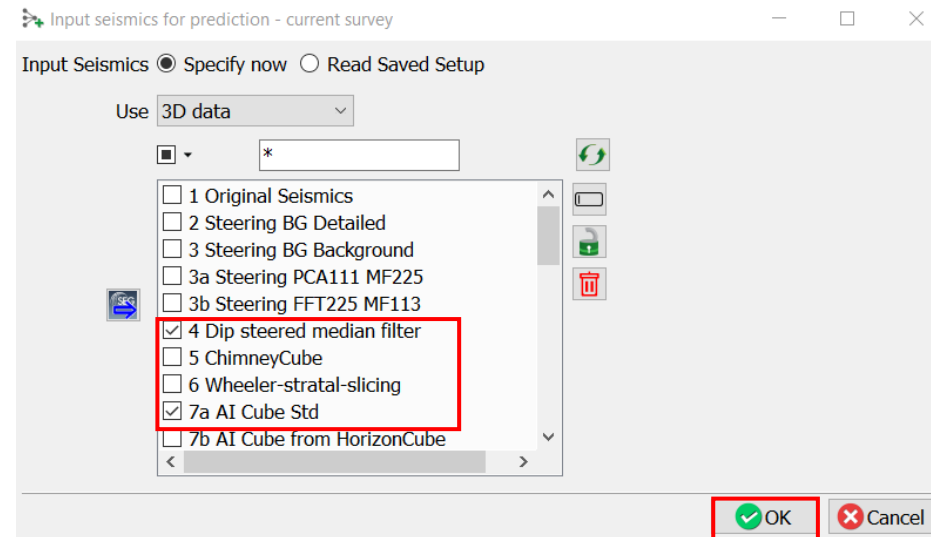 Input seismics for prediction - current survey
Input Seismics Specify now Read Saved Setup
Use 3D data
*
1 Original Seismics
2 Steering BG Detailed
3 Steering BG Background
3a Steering PCA111 MF225
3b Steering FFT225 MF113
SEG
4 Dip steered median filter
5 ChimneyCube
6 Wheeler-stratal-slicing
7a AI Cube Std
7b AI Cube from HorizonCube
OK Cancel